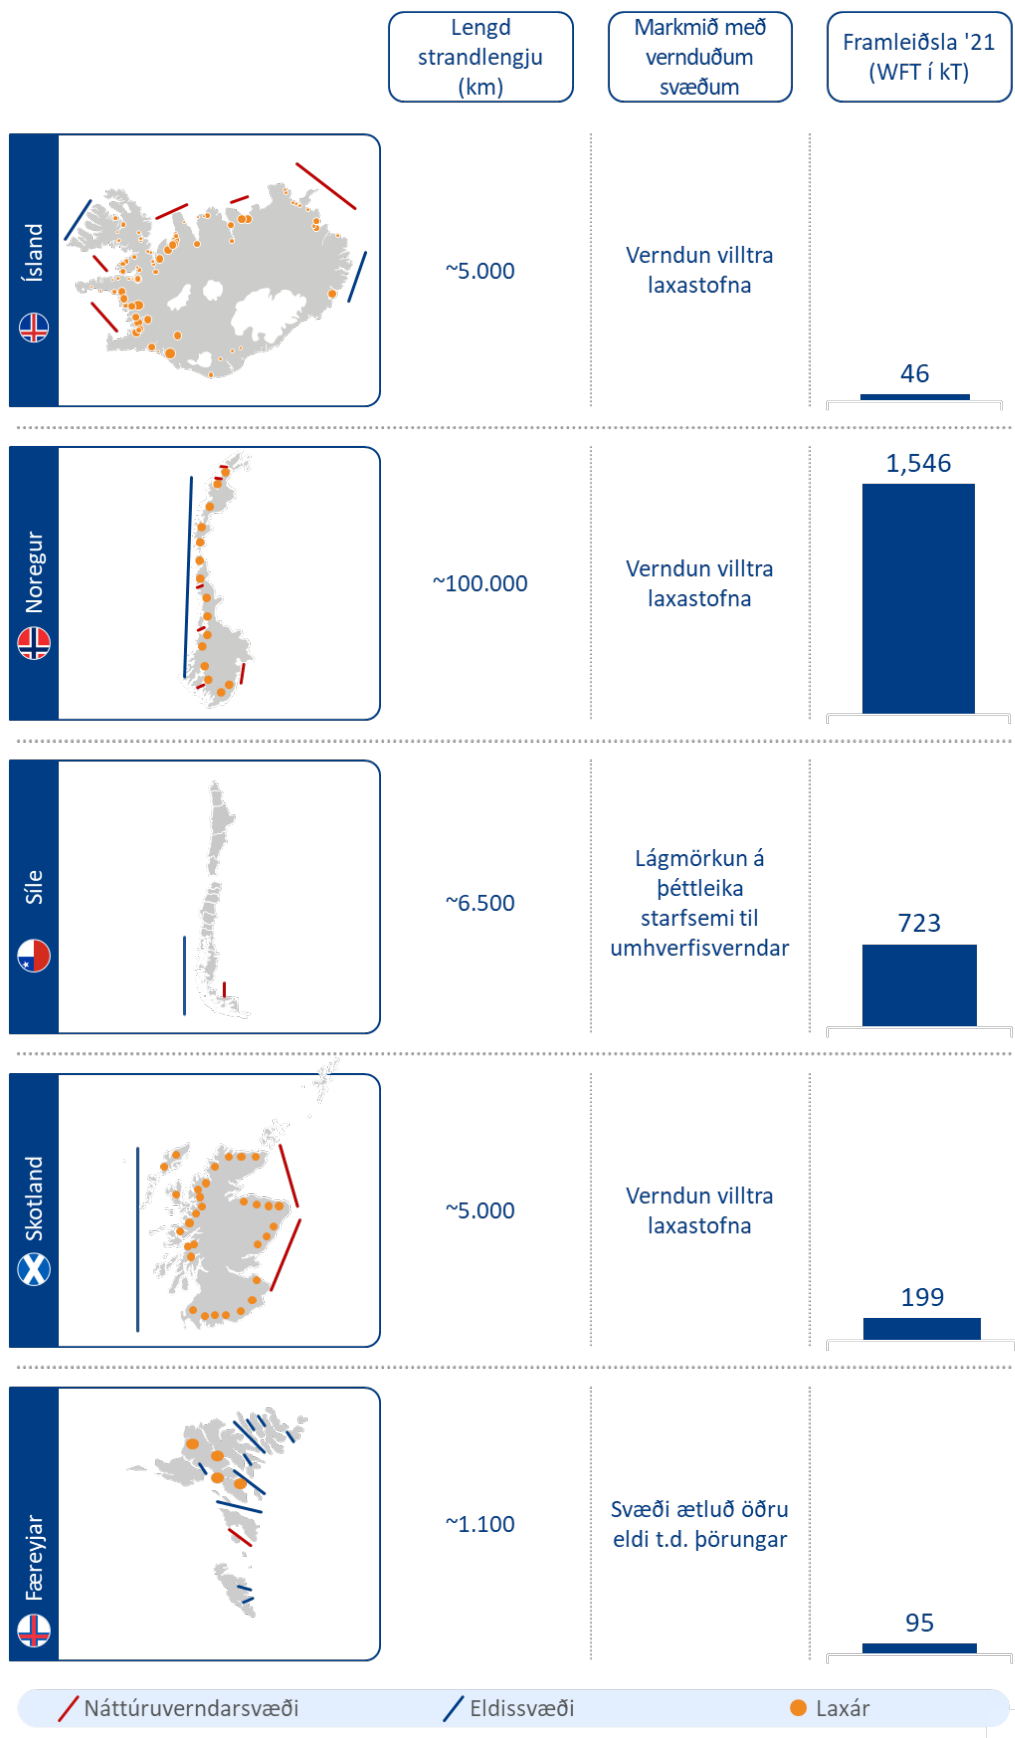 Lengd
strandlengju
(km)
Markmið með
vernduðum
svæðum
Framleiðsla '21
(WFT í kT)
Ísland
~5.000
Verndun villtra
laxastofna
46
Noregur
~100.000
Verndun villtra
laxastofna
1,546
Síle
~6.500
Lágmörkun á
þéttleika
starfsemi til
umhverfisverndar
723
Skotland
~5.000
Verndun villtra
laxastofna
199
Færeyjar
~1.100
Svæði ætluð öðru
eldi t.d. þörungar
95
Náttúruverndarsvæði
Eldissvæði
Laxár